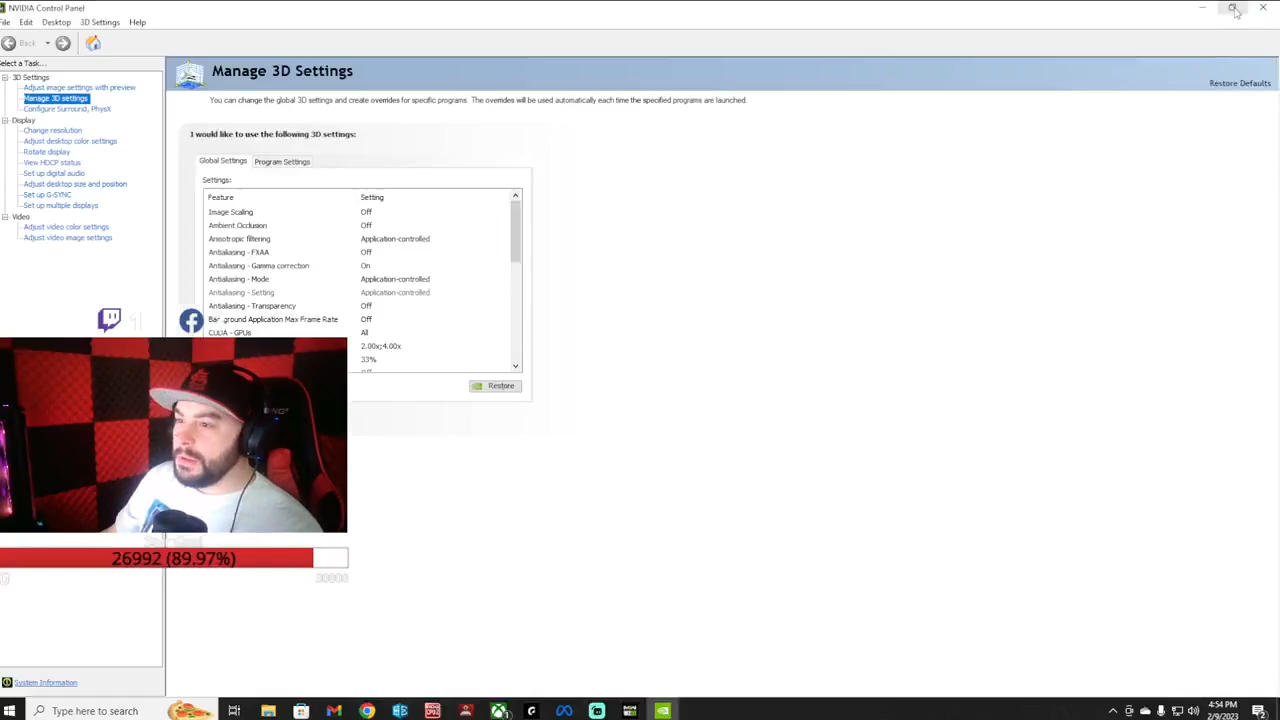 NVIDIA Control Panel
File Edit Desktop 3D Settings Help
Back
Select a Task...
3D Settings
Adjust image settings with preview
Manage 3D settings
Configure Surround, PhysX
Display
Change resolution
Adjust desktop color settings
Rotate display
View HDCP status
Set up digital audio
Adjust desktop size and position
Set up G-SYNC
Set up multiple displays
Video
Adjust video color settings
Adjust video image settings
System Information
Manage 3D Settings
Restore Defaults
You can change the global 3D settings and create overrides for specific programs. The overrides will be used automatically each time the specified programs are launched.
I would like to use the following 3D settings:
Global Settings Program Settings
Settings:
Feature Setting
Image Scaling Off
Ambient Occlusion Off
Anisotropic filtering Application-controlled
Antialiasing - FXAA Off
Antialiasing - Gamma correction On
Antialiasing - Mode Application-controlled
Antialiasing - Setting Application-controlled
Antialiasing - Transparency Off
Background Application Max Frame Rate Off
CUDA - GPUs All
2.00x;4.00x
33%
Restore
26992 (89.97%)
30000
Type here to search
4:54 PM
2/9/2023